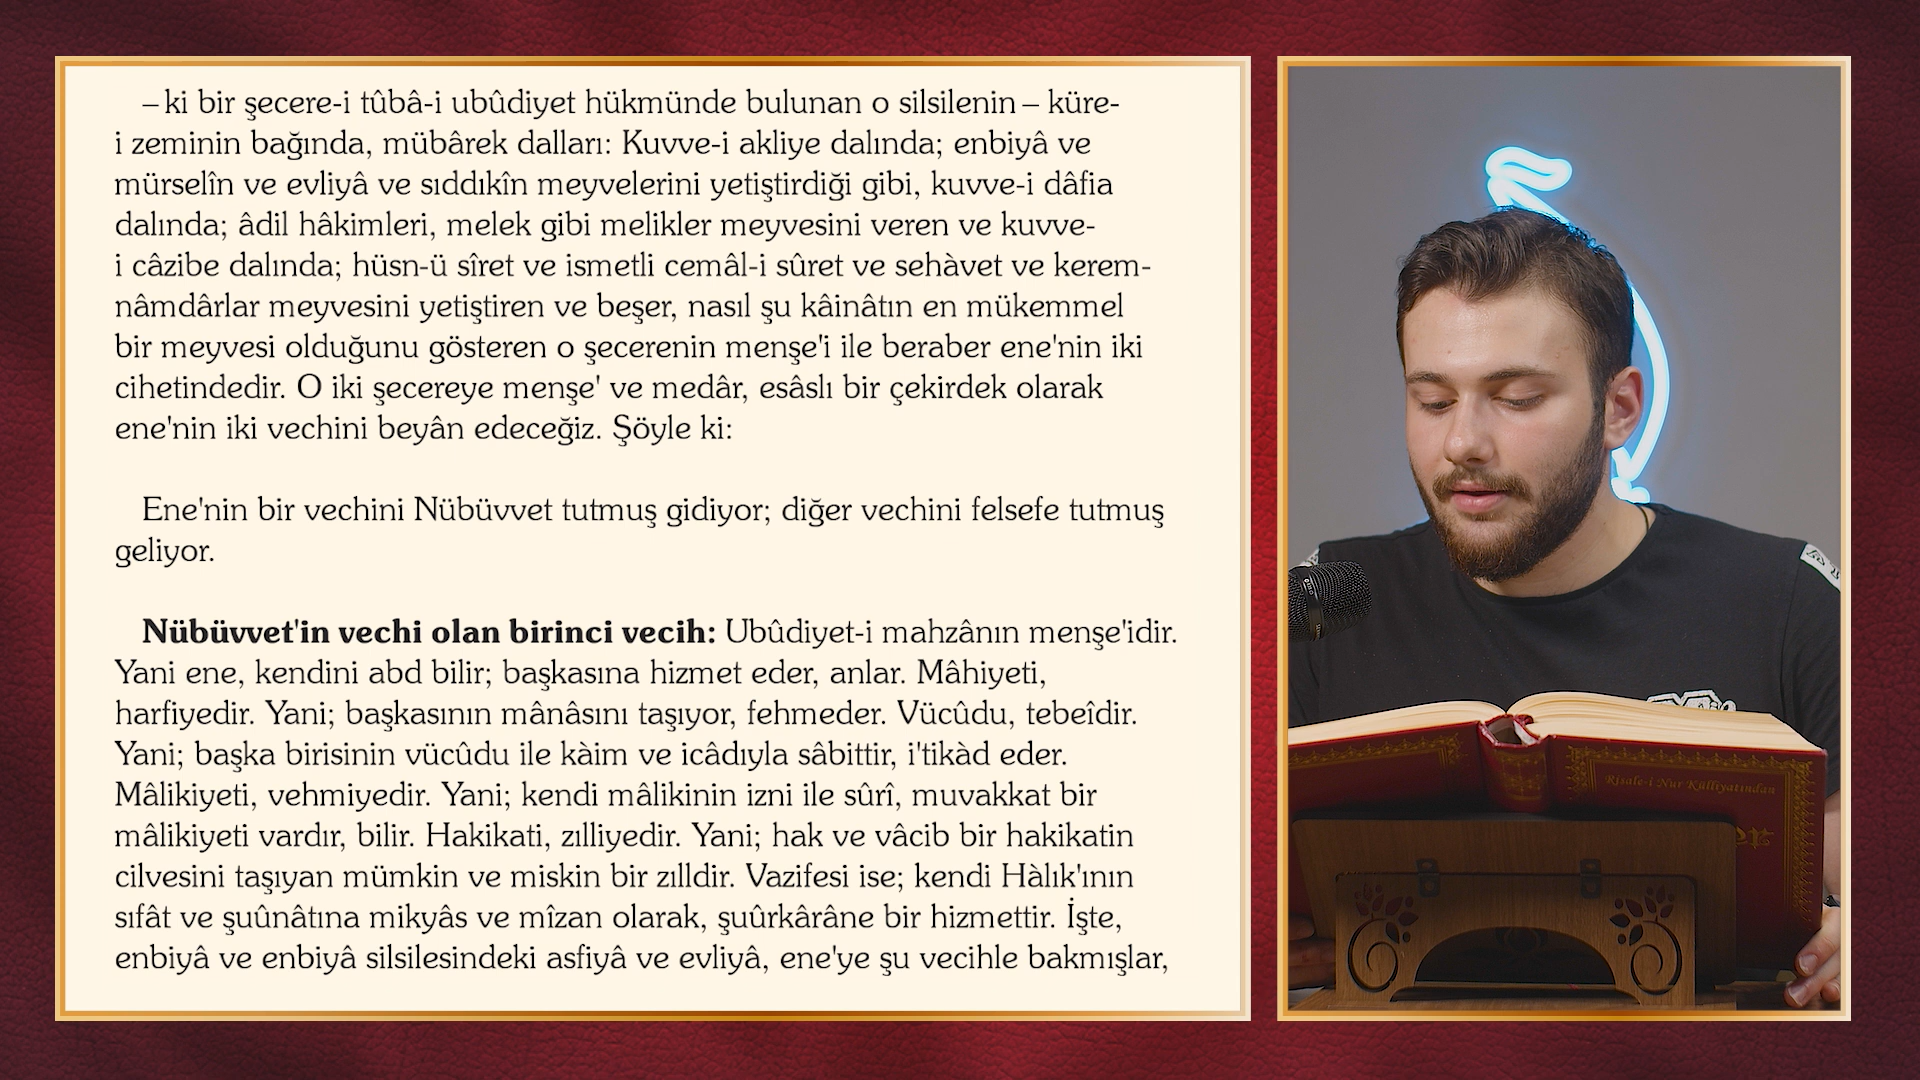 – ki bir şecere-i tûbâ-i ubûdiyet hükmünde bulunan o silsilenin – küre-
i zeminin bağında, mübârek dalları: Kuvve-i akliye dalında; enbiyâ ve
mürselîn ve evliyâ ve sıddıkîn meyvelerini yetiştirdiği gibi, kuvve-i dâfia
dalında; âdil hâkimleri, melek gibi melikler meyvesini veren ve kuvve-
i câzibe dalında; hüsn-ü sîret ve ismetli cemâl-i sûret ve sehàvet ve kerem-
nâmdârlar meyvesini yetiştiren ve beşer, nasıl şu kâinâtın en mükemmel
bir meyvesi olduğunu gösteren o şecerenin menşe'i ile beraber ene'nin iki
cihetindedir. O iki şecereye menşe' ve medâr, esâslı bir çekirdek olarak
ene'nin iki vechini beyân edeceğiz. Şöyle ki:
Ene'nin bir vechini Nübüvvet tutmuş gidiyor; diğer vechini felsefe tutmuş
geliyor.
Nübüvvet'in vechi olan birinci vecih: Ubûdiyet-i mahzânın menşe'idir.
Yani ene, kendini abd bilir; başkasına hizmet eder, anlar. Mâhiyeti,
harfiyedir. Yani; başkasının mânâsını taşıyor, fehmeder. Vücûdu, tebeîdir.
Yani; başka birisinin vücûdu ile kàim ve icâdıyla sâbittir, i'tikàd eder.
Mâlikiyeti, vehmiyedir. Yani; kendi mâlikinin izni ile sûrî, muvakkat bir
mâlikiyeti vardır, bilir. Hakikati, zılliyedir. Yani; hak ve vâcib bir hakikatin
cilvesini taşıyan mümkin ve miskin bir zılldir. Vazifesi ise; kendi Hàlık'ının
sıfât ve şuûnâtına mikyâs ve mîzan olarak, şuûrkârâne bir hizmettir. İşte,
enbiyâ ve enbiyâ silsilesindeki asfiyâ ve evliyâ, ene'ye şu vecihle bakmışlar,
Risale-i Nur Külliyatından